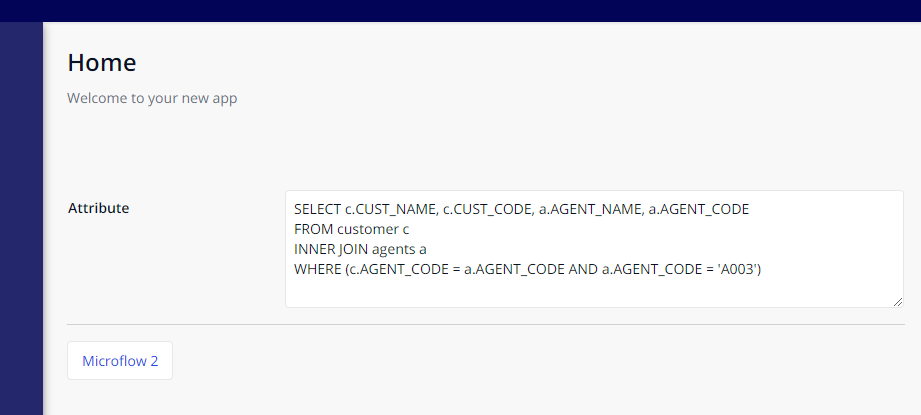 Home
Welcome to your new app
Attribute
SELECT c.CUST_NAME, c.CUST_CODE, a.AGENT_NAME, a.AGENT_CODE
FROM customer c
INNER JOIN agents a
WHERE (c.AGENT_CODE = a.AGENT_CODE AND a.AGENT_CODE = 'A003')
Microflow 2